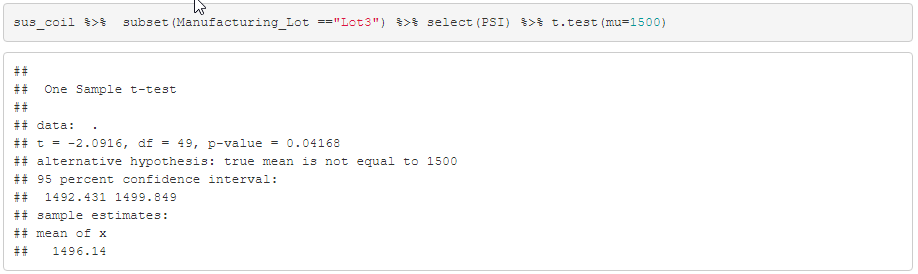 sus_coil %>%  subset(Manufacturing_Lot =="Lot3") %>% select(PSI) %>% t.test(mu=1500)
##
##  One Sample t-test
##
## data:  .
## t = -2.0916, df = 49, p-value = 0.04168
## alternative hypothesis: true mean is not equal to 1500
## 95 percent confidence interval:
##  1492.431 1499.849
## sample estimates:
## mean of x
##   1496.14